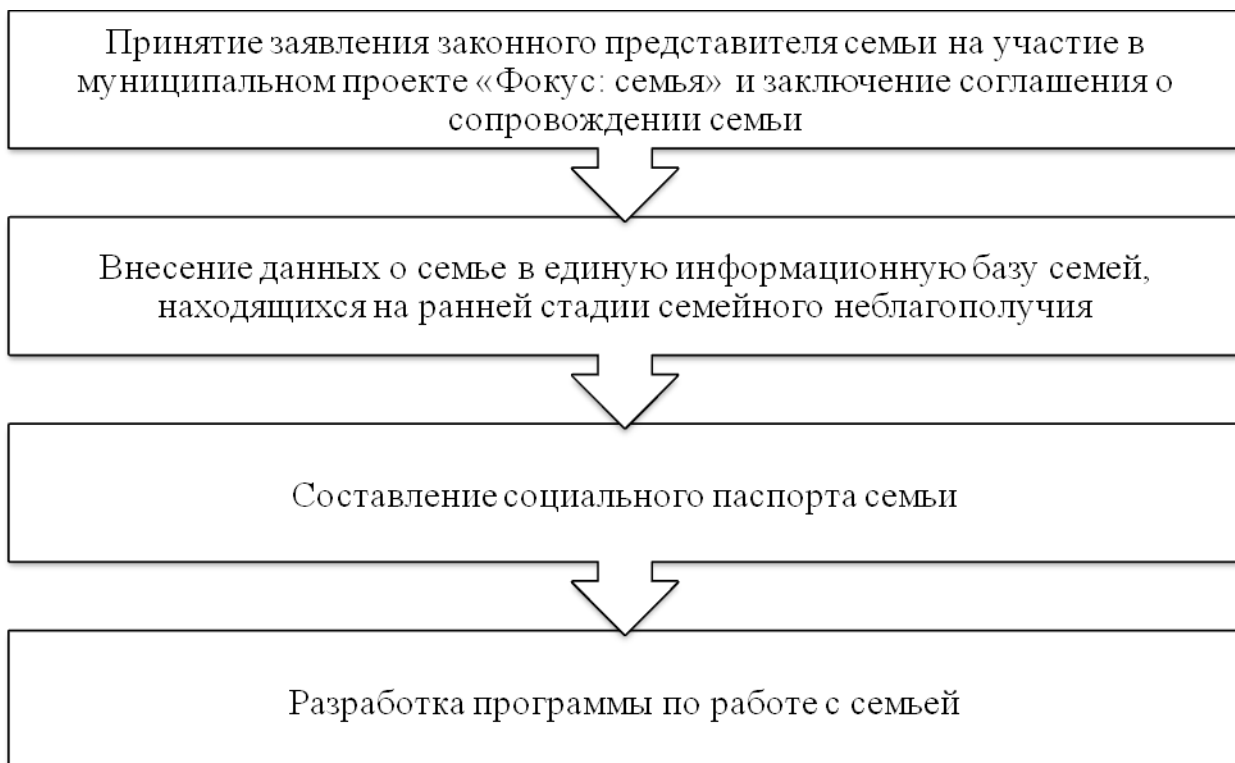 Принятие заявления законного представителя семьи на участие в
муниципальном проекте «Фокус: семья» и заключение соглашения о
сопровождении семьи
Внесение данных о семье в единую информационную базу семей,
находящихся на ранней стадии семейного неблагополучия
Составление социального паспорта семьи
Разработка программы по работе с семьей